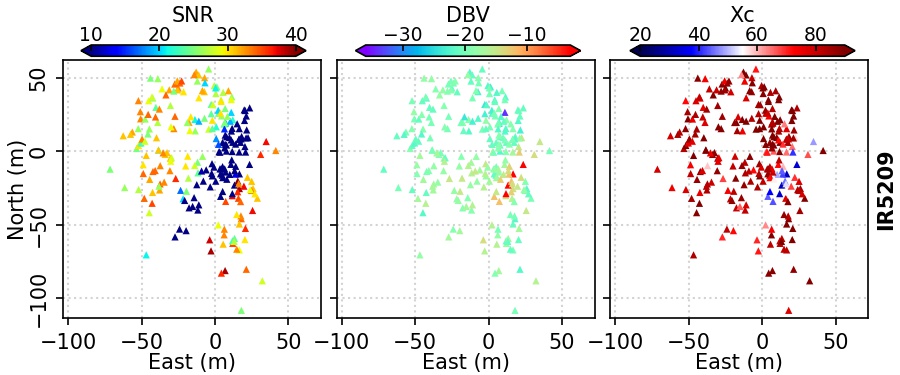 SNR DBV Xc
10 20 30 40 −30 −20 −10 20 40 60 80
50
0
−50
−100
North (m)
IR5209
−100 −50 0 50 −100 −50 0 50 −100 −50 0 50
East (m) East (m) East (m)